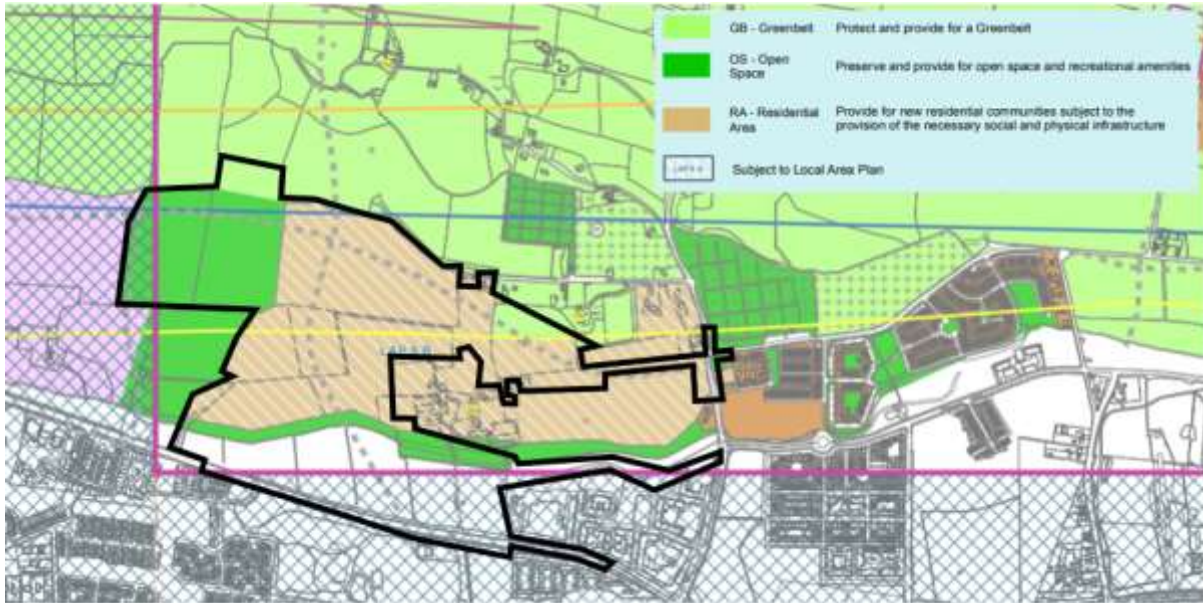 GB - Greenbelt Protect and provide for a Greenbelt
OS - Open Space Preserve and provide for open space and recreational amenities
RA - Residential Area Provide for new residential communities subject to the
provision of the necessary social and physical infrastructure
Subject to Local Area Plan